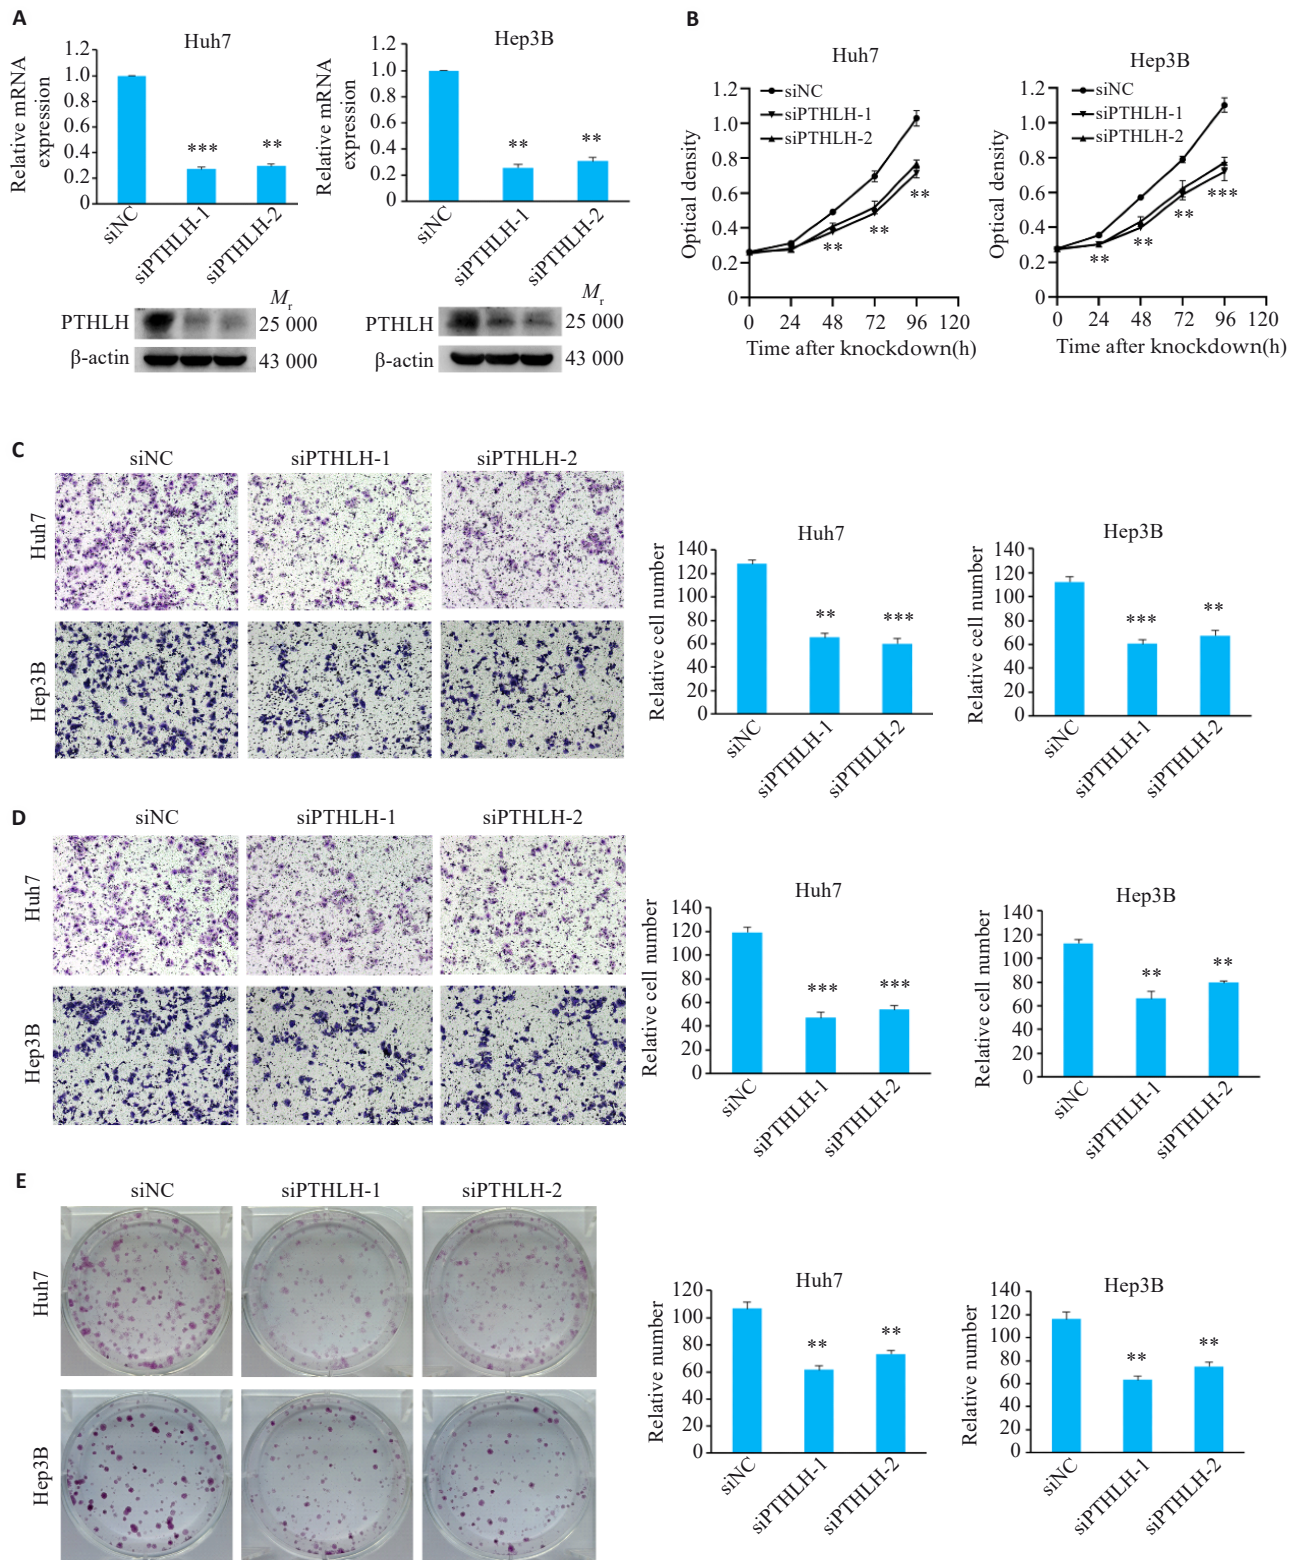 A
Huh7
Relative mRNA
expression
1.2
1.0
0.8
0.6
0.4
0.2
0
***
**
siNC
siPTHLH-1
siPTHLH-2
Hep3B
Relative mRNA
expression
1.2
1.0
0.8
0.6
0.4
0.2
0
**
**
siNC
siPTHLH-1
siPTHLH-2
Mr
PTHLH
25 000
β-actin
43 000
Mr
PTHLH
25 000
β-actin
43 000
B
Huh7
siNC
siPTHLH-1
siPTHLH-2
Optical density
1.2
1.0
0.8
0.6
0.4
0.2
0
**
**
**
0 24 48 72 96 120
Time after knockdown(h)
Hep3B
siNC
siPTHLH-1
siPTHLH-2
Optical density
1.2
1.0
0.8
0.6
0.4
0.2
0
**
**
**
***
0 24 48 72 96 120
Time after knockdown(h)
C
siNC siPTHLH-1 siPTHLH-2
Huh7
Hep3B
Huh7
Relative cell number
140
120
100
80
60
40
20
0
**
***
siNC
siPTHLH-1
siPTHLH-2
Hep3B
Relative cell number
140
120
100
80
60
40
20
0
***
**
siNC
siPTHLH-1
siPTHLH-2
D
siNC siPTHLH-1 siPTHLH-2
Huh7
Hep3B
Huh7
Relative cell number
140
120
100
80
60
40
20
0
***
***
siNC
siPTHLH-1
siPTHLH-2
Hep3B
Relative cell number
140
120
100
80
60
40
20
0
**
**
siNC
siPTHLH-1
siPTHLH-2
E
siNC siPTHLH-1 siPTHLH-2
Huh7
Hep3B
Huh7
Relative number
120
100
80
60
40
20
0
**
**
siNC
siPTHLH-1
siPTHLH-2
Hep3B
Relative number
140
120
100
80
60
40
20
0
**
**
siNC
siPTHLH-1
siPTHLH-2